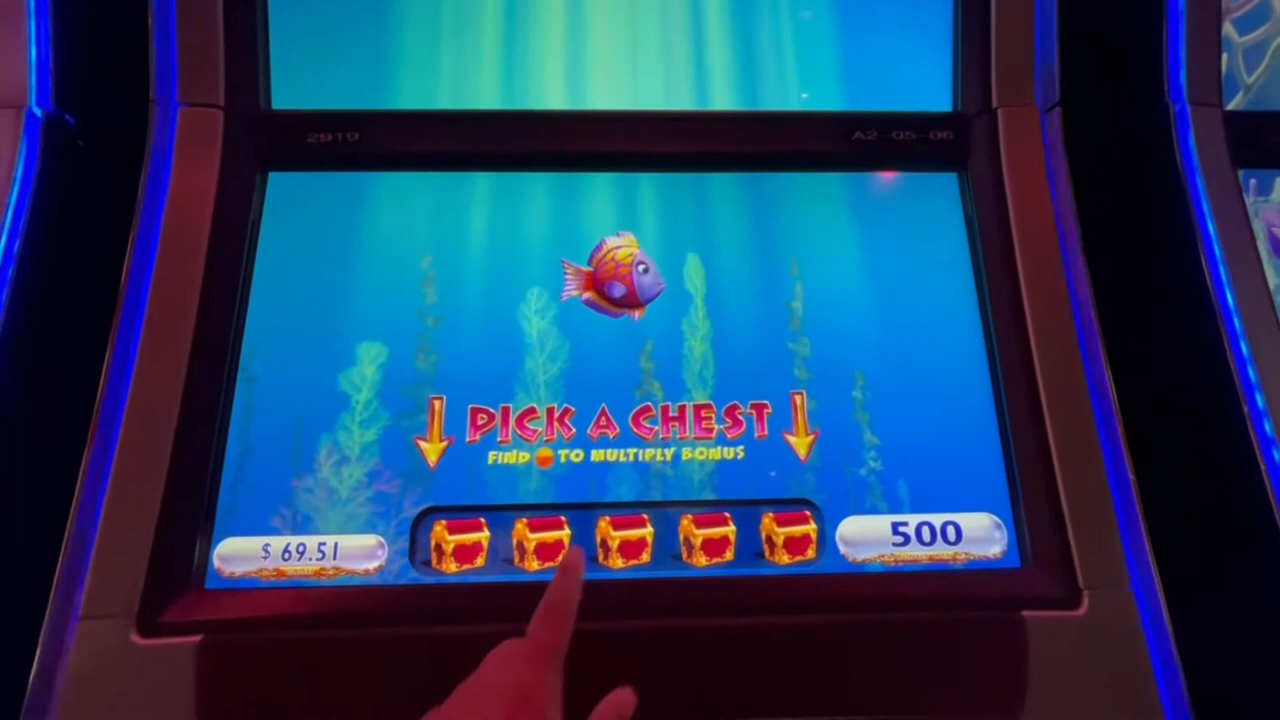 2919
A2-05-06
PICK A CHEST
FIND TO MULTIPLY BONUS
$ 69.51
500